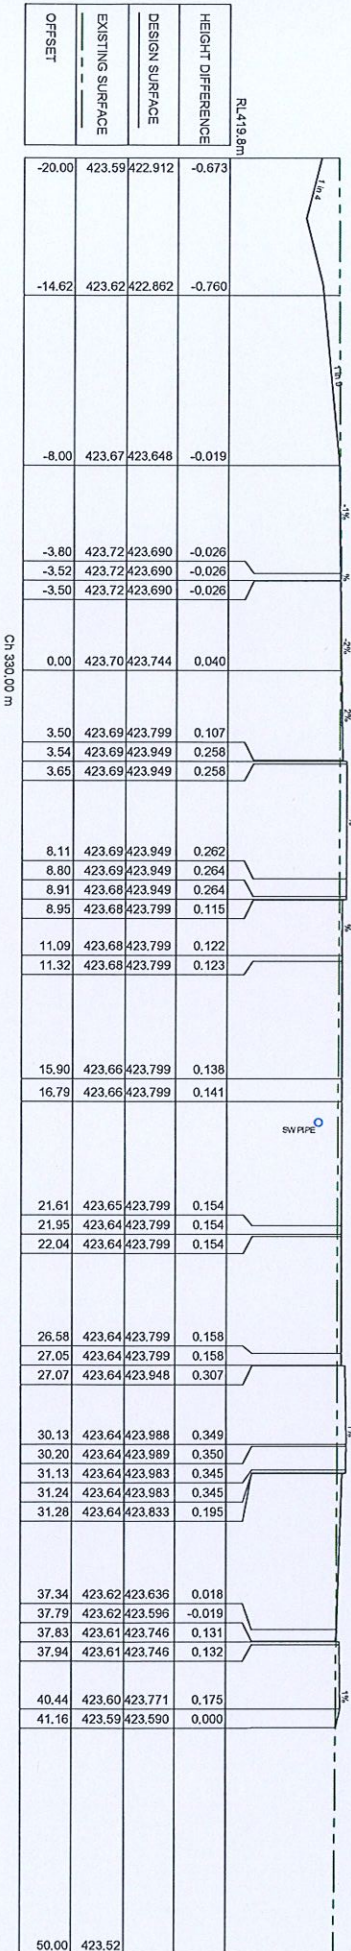 RL419.8m
HEIGHT DIFFERENCE
DESIGN SURFACE
EXISTING SURFACE
OFFSET
-20.00 423.59 422.912 -0.673
-14.62 423.62 422.862 -0.760
-8.00 423.67 423.648 -0.019
-3.80 423.72 423.690 -0.026
-3.52 423.72 423.690 -0.026
-3.50 423.72 423.690 -0.026
0.00 423.70 423.744 0.040
3.50 423.69 423.799 0.107
3.54 423.69 423.949 0.258
3.65 423.69 423.949 0.258
8.11 423.69 423.949 0.262
8.80 423.69 423.949 0.264
8.91 423.68 423.949 0.264
8.95 423.68 423.799 0.115
11.09 423.68 423.799 0.122
11.32 423.68 423.799 0.123
15.90 423.66 423.799 0.138
16.79 423.66 423.799 0.141
21.61 423.65 423.799 0.154
21.95 423.64 423.799 0.154
22.04 423.64 423.799 0.154
26.58 423.64 423.799 0.158
27.05 423.64 423.799 0.158
27.07 423.64 423.948 0.307
30.13 423.64 423.988 0.349
30.20 423.64 423.989 0.350
31.13 423.64 423.983 0.345
31.24 423.64 423.983 0.345
31.28 423.64 423.833 0.195
37.34 423.62 423.636 0.018
37.79 423.62 423.596 -0.019
37.83 423.61 423.746 0.131
37.94 423.61 423.746 0.132
40.44 423.60 423.771 0.175
41.16 423.59 423.590 0.000
50.00 423.52
1 in 4
-1%
%
-2%
2%
%
SW PIPE
1%
Ch 330.00 m